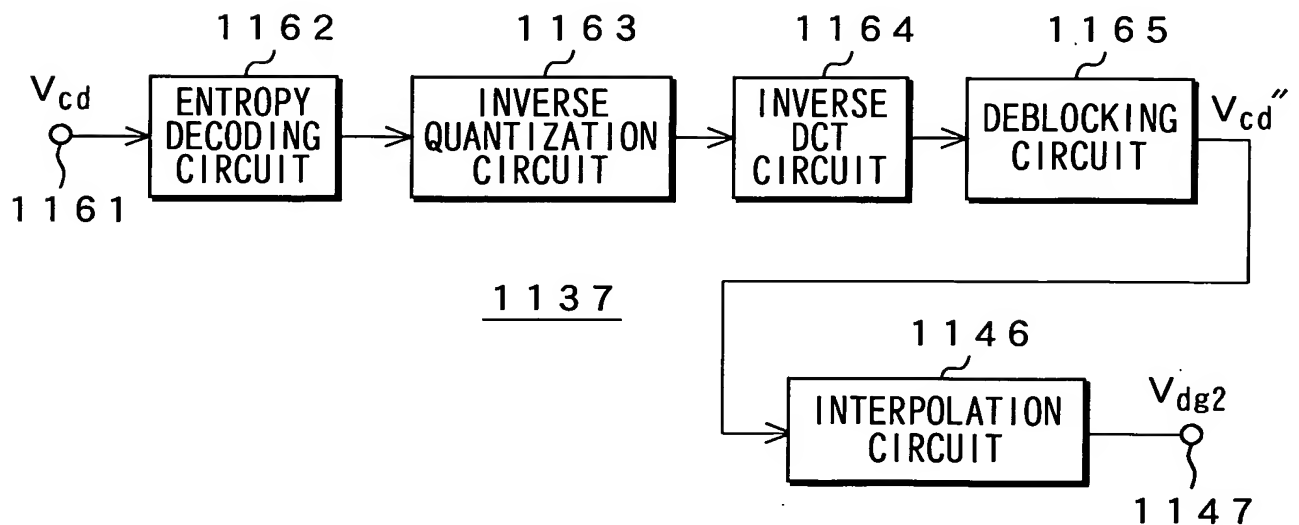 1162
1163
1164
1165
Vcd
ENTROPY
DECODING
CIRCUIT
INVERSE
QUANTIZATION
CIRCUIT
INVERSE
DCT
CIRCUIT
DEBLOCKING
CIRCUIT
Vcd″
1161
1137
1146
INTERPOLATION
CIRCUIT
Vdg2
1147